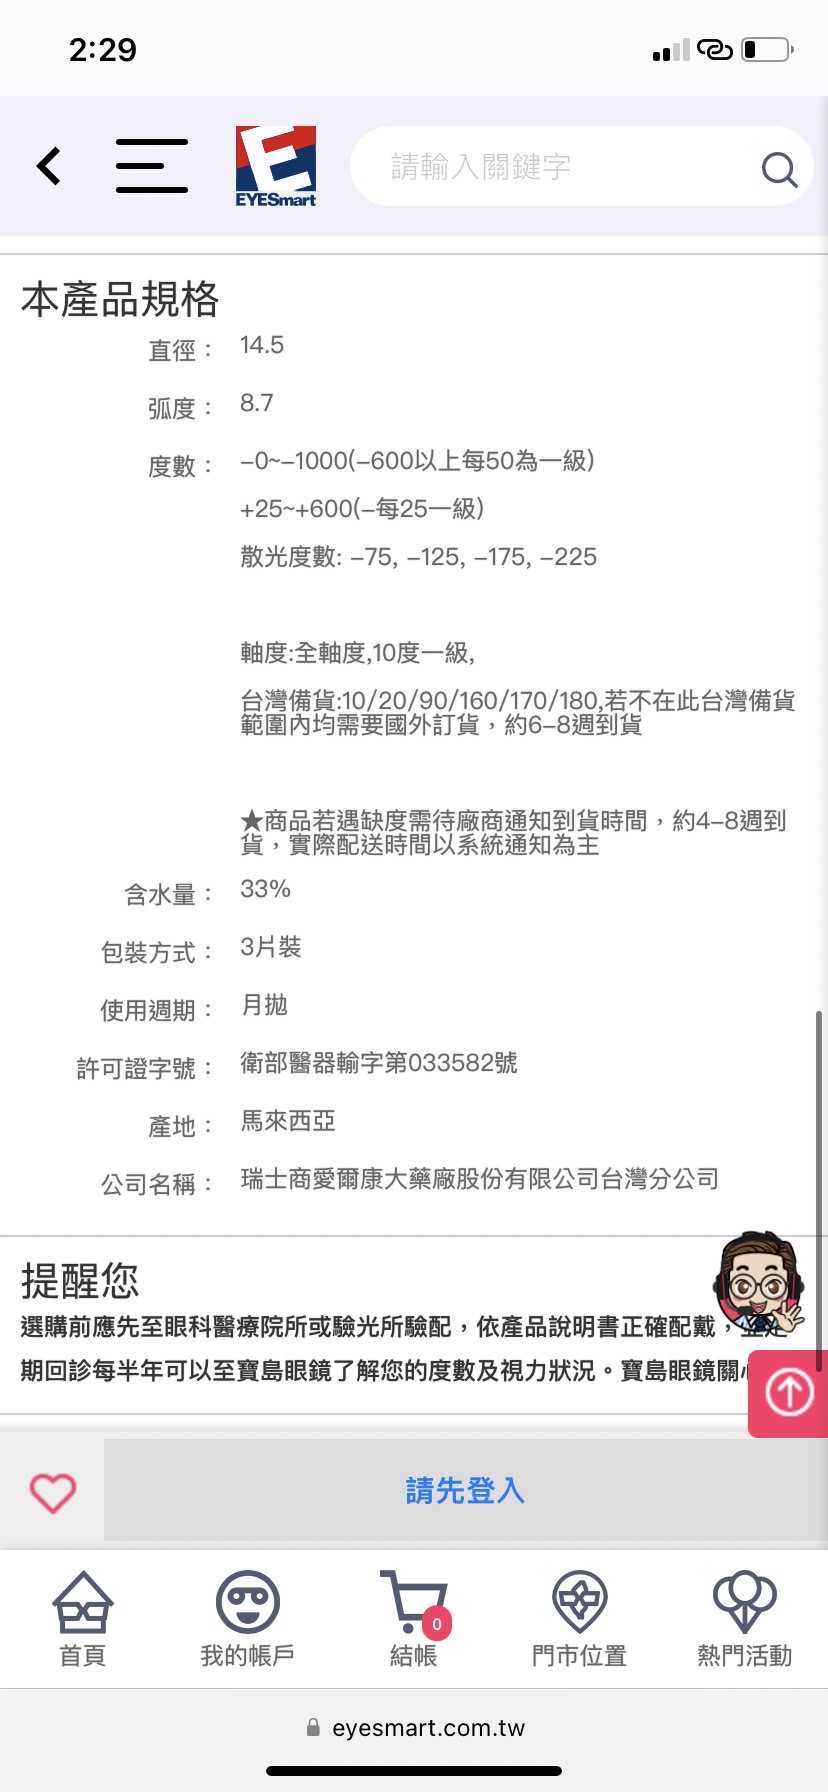 2:29
EYESmart
請輸入關鍵字
本產品規格
直徑： 14.5
弧度： 8.7
度數： −0~−1000(−600以上每50為一級)
+25~+600(−每25一級)
散光度數: −75, −125, −175, −225
軸度:全軸度,10度一級,
台灣備貨:10/20/90/160/170/180,若不在此台灣備貨
範圍內均需要國外訂貨，約6−8週到貨
★商品若遇缺度需待廠商通知到貨時間，約4−8週到
貨，實際配送時間以系統通知為主
含水量： 33%
包裝方式： 3片裝
使用週期： 月拋
許可證字號： 衛部醫器輸字第033582號
產地： 馬來西亞
公司名稱： 瑞士商愛爾康大藥廠股份有限公司台灣分公司
提醒您
選購前應先至眼科醫療院所或驗光所驗配，依產品說明書正確配戴，
期回診每半年可以至寶島眼鏡了解您的度數及視力狀況。寶島眼鏡關
請先登入
首頁
我的帳戶
0
結帳
門市位置
熱門活動
eyesmart.com.tw